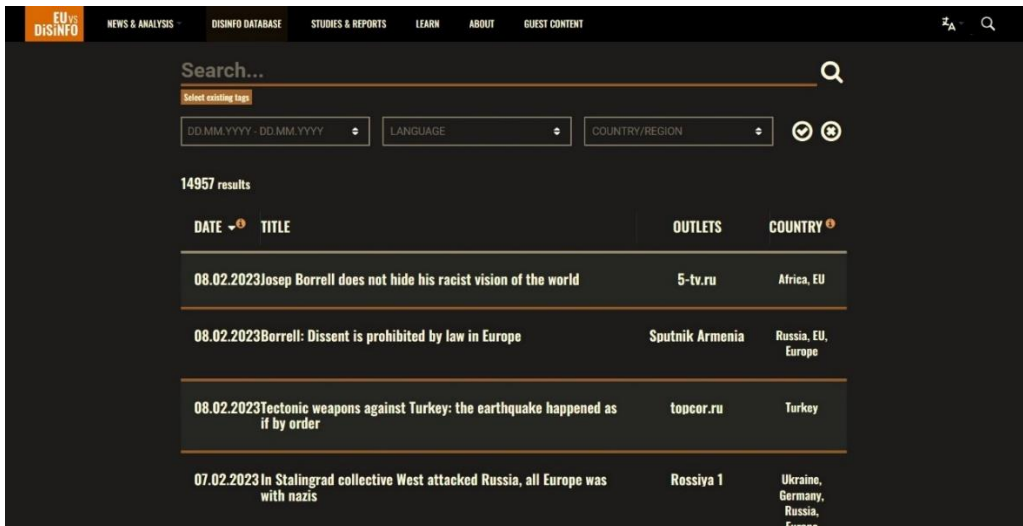 EU vs
DiSiNFO
NEWS & ANALYSIS
DISINFO DATABASE
STUDIES & REPORTS
LEARN
ABOUT
GUEST CONTENT
Search...
Select existing tags
DD.MM.YYYY - DD.MM.YYYY
LANGUAGE
COUNTRY/REGION
14957 results
DATE TITLE OUTLETS COUNTRY
08.02.2023 Josep Borrell does not hide his racist vision of the world 5-tv.ru Africa, EU
08.02.2023 Borrell: Dissent is prohibited by law in Europe Sputnik Armenia Russia, EU,
Europe
08.02.2023 Tectonic weapons against Turkey: the earthquake happened as topcor.ru Turkey
if by order
07.02.2023 In Stalingrad collective West attacked Russia, all Europe was Rossiya 1 Ukraine,
with nazis Germany,
Russia,